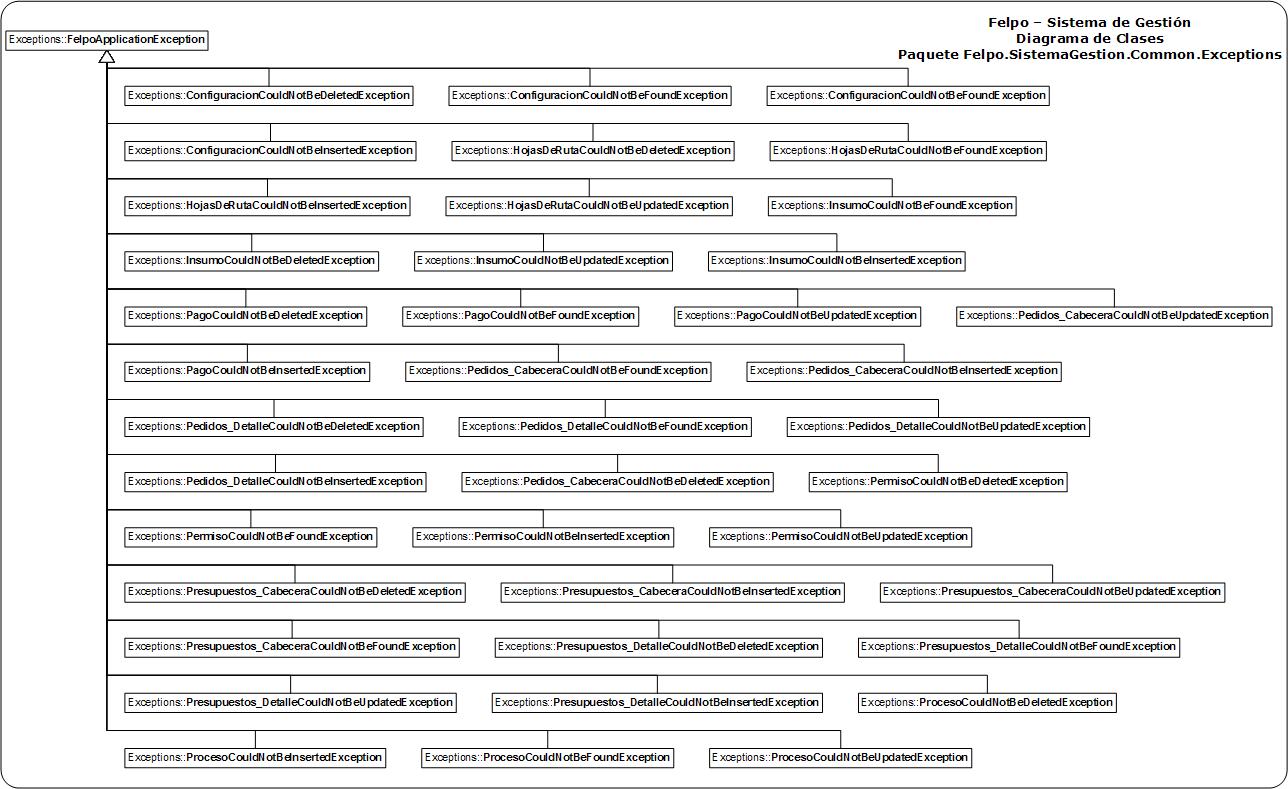 Felpo – Sistema de Gestión
Diagrama de Clases
Paquete Felpo.SistemaGestion.Common.Exceptions
Exceptions::FelpoApplicationException
Exceptions::ConfiguracionCouldNotBeDeletedException
Exceptions::ConfiguracionCouldNotBeFoundException
Exceptions::ConfiguracionCouldNotBeFoundException
Exceptions::ConfiguracionCouldNotBeInsertedException
Exceptions::HojasDeRutaCouldNotBeDeletedException
Exceptions::HojasDeRutaCouldNotBeFoundException
Exceptions::HojasDeRutaCouldNotBeInsertedException
Exceptions::HojasDeRutaCouldNotBeUpdatedException
Exceptions::InsumoCouldNotBeFoundException
Exceptions::InsumoCouldNotBeDeletedException
Exceptions::InsumoCouldNotBeUpdatedException
Exceptions::InsumoCouldNotBeInsertedException
Exceptions::PagoCouldNotBeDeletedException
Exceptions::PagoCouldNotBeFoundException
Exceptions::PagoCouldNotBeUpdatedException
Exceptions::Pedidos_CabeceraCouldNotBeUpdatedException
Exceptions::PagoCouldNotBeInsertedException
Exceptions::Pedidos_CabeceraCouldNotBeFoundException
Exceptions::Pedidos_CabeceraCouldNotBeInsertedException
Exceptions::Pedidos_DetalleCouldNotBeDeletedException
Exceptions::Pedidos_DetalleCouldNotBeFoundException
Exceptions::Pedidos_DetalleCouldNotBeUpdatedException
Exceptions::Pedidos_DetalleCouldNotBeInsertedException
Exceptions::Pedidos_CabeceraCouldNotBeDeletedException
Exceptions::PermisoCouldNotBeDeletedException
Exceptions::PermisoCouldNotBeFoundException
Exceptions::PermisoCouldNotBeInsertedException
Exceptions::PermisoCouldNotBeUpdatedException
Exceptions::Presupuestos_CabeceraCouldNotBeDeletedException
Exceptions::Presupuestos_CabeceraCouldNotBeInsertedException
Exceptions::Presupuestos_CabeceraCouldNotBeUpdatedException
Exceptions::Presupuestos_CabeceraCouldNotBeFoundException
Exceptions::Presupuestos_DetalleCouldNotBeDeletedException
Exceptions::Presupuestos_DetalleCouldNotBeFoundException
Exceptions::Presupuestos_DetalleCouldNotBeUpdatedException
Exceptions::Presupuestos_DetalleCouldNotBeInsertedException
Exceptions::ProcesoCouldNotBeDeletedException
Exceptions::ProcesoCouldNotBeInsertedException
Exceptions::ProcesoCouldNotBeFoundException
Exceptions::ProcesoCouldNotBeUpdatedException